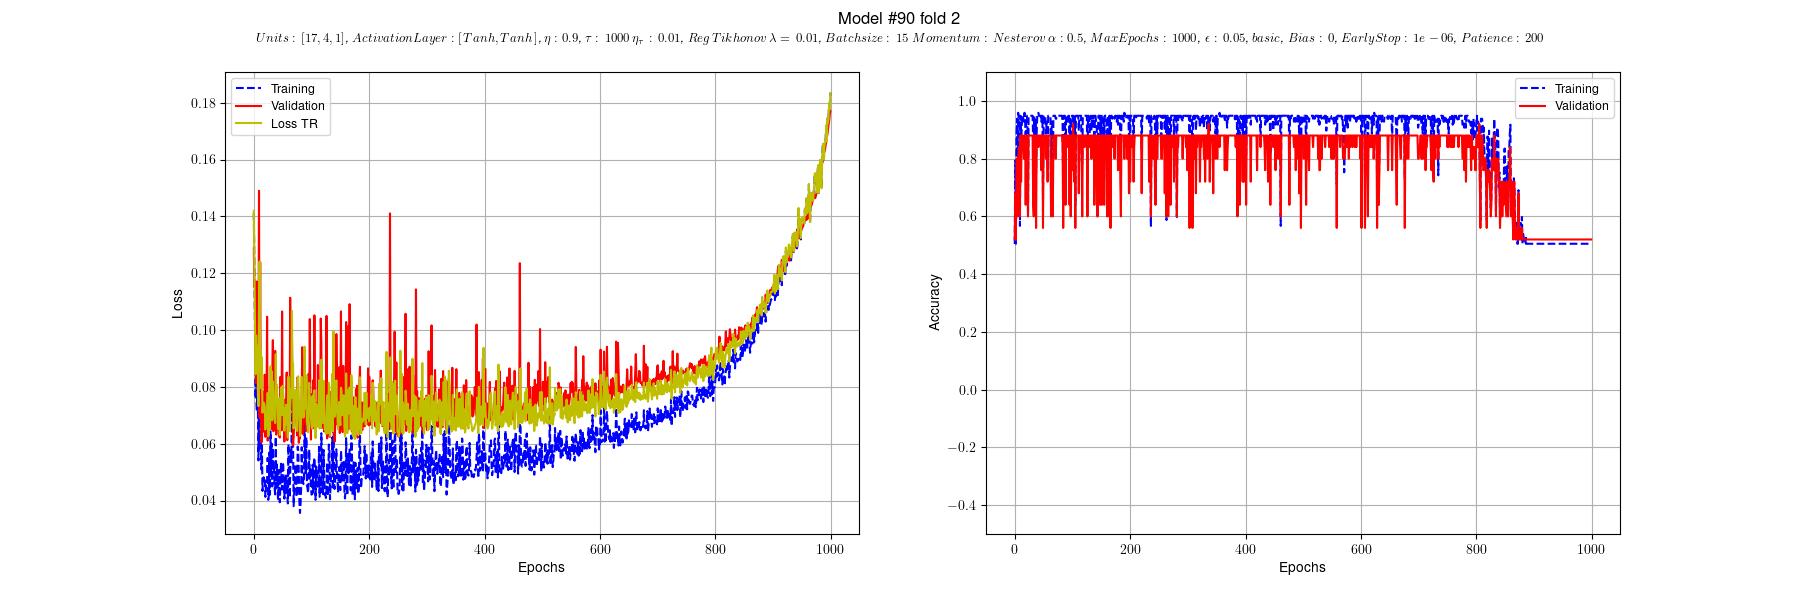 Model #90 fold 2
Units : [17, 4, 1], ActivationLayer : [Tanh, Tanh], η : 0.9, τ : 1000 ητ : 0.01, Reg Tikhonov λ = 0.01, Batchsize : 15 Momentum : Nesterov α : 0.5, MaxEpochs : 1000, ϵ : 0.05, basic, Bias : 0, EarlyStop : 1e − 06, Patience : 200
Training
Validation
Loss TR
0.18
0.16
0.14
0.12
0.10
0.08
0.06
0.04
Loss
0
200
400
600
800
1000
Epochs
Training
Validation
1.0
0.8
0.6
0.4
0.2
0.0
−0.2
−0.4
Accuracy
0
200
400
600
800
1000
Epochs